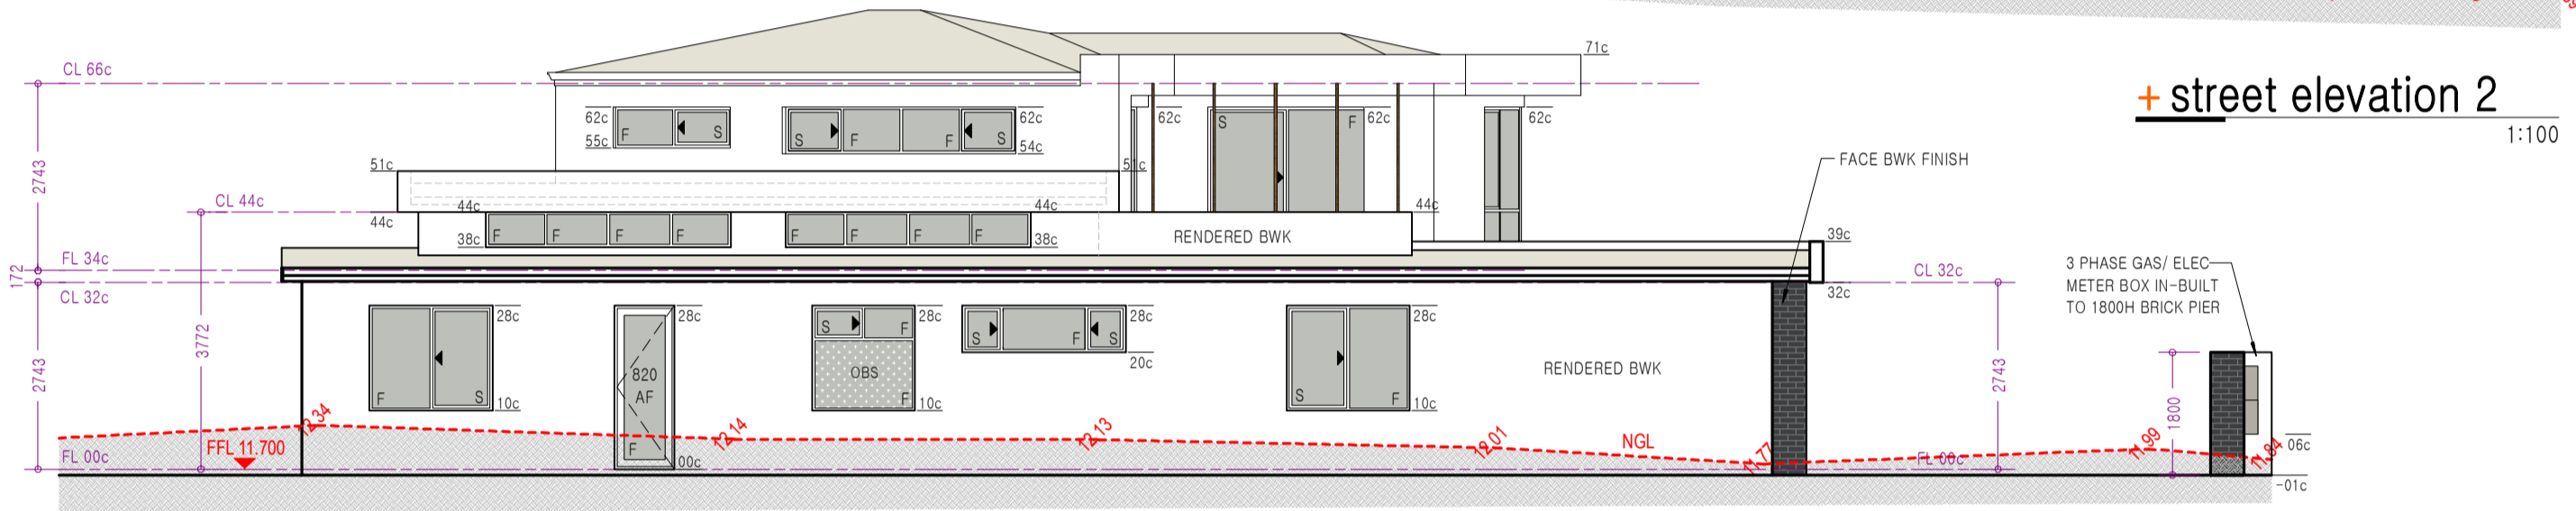 + street elevation 2
1:100
71c
CL 66c
62c
55c
62c
54c
62c
62c
62c
F
S
S
F
F
S
S
F
2743
51c
51c
FACE BWK FINISH
CL 44c
44c
44c
44c
44c
F
F
F
F
F
F
F
F
38c
38c
RENDERED BWK
39c
FL 34c
172
CL 32c
CL 32c
32c
3 PHASE GAS/ ELEC
METER BOX IN-BUILT
TO 1800H BRICK PIER
28c
28c
28c
28c
28c
S
F
S
F
S
20c
2743
3772
820
AF
OBS
RENDERED BWK
2743
1800
F
S
10c
F
10c
S
F
10c
12.34
12.14
12.13
12.01
NGL
11.77
11.99
11.84
06c
FFL 11.700
F
FL 00c
00c
FL 00c
-01c